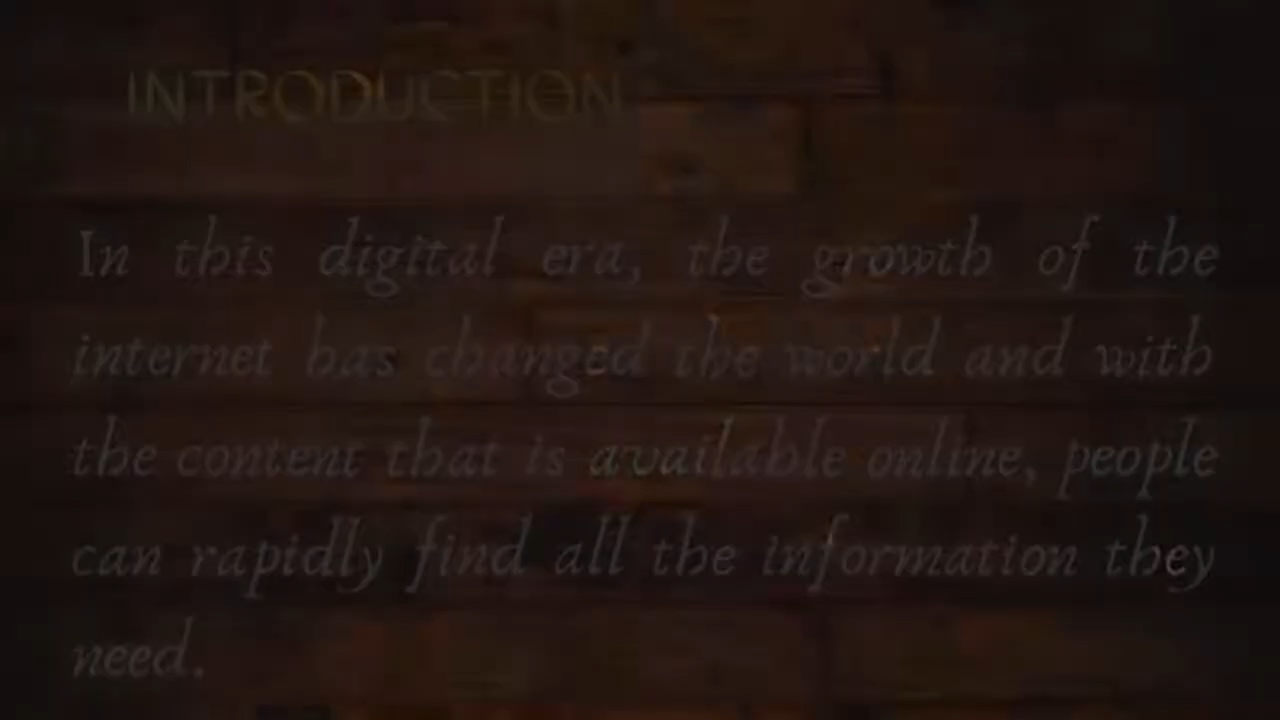 INTRODUCTION
In this digital era, the growth of the
internet has changed the world and with
the content that is available online, people
can rapidly find all the information they
need.